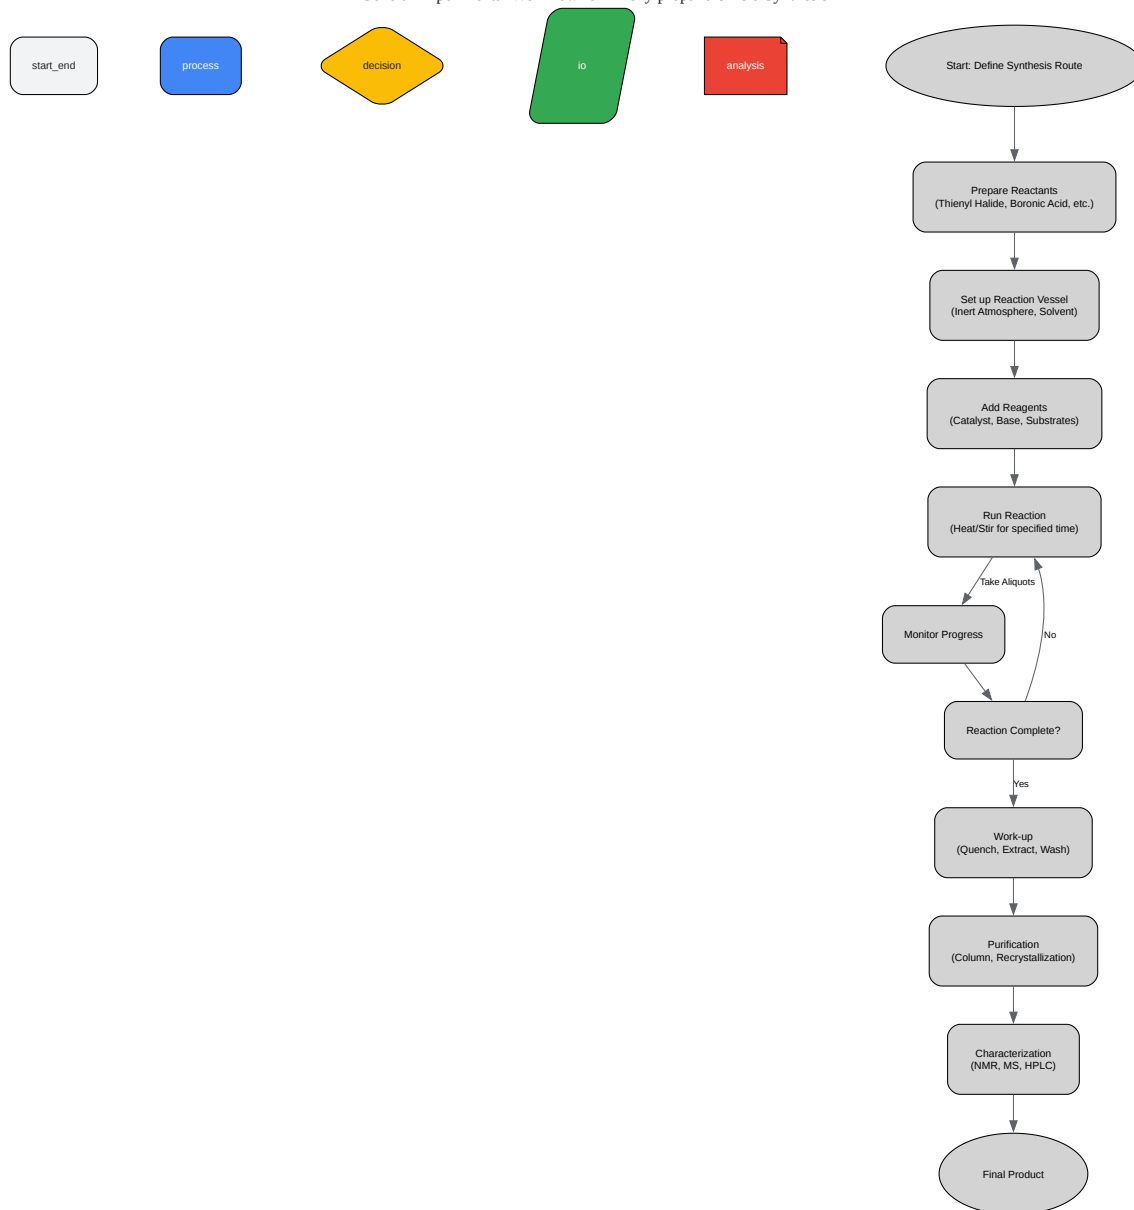 start_end
process
decision
io
analysis
Start: Define Synthesis Route
Prepare Reactants
(Thienyl Halide, Boronic Acid, etc.)
Set up Reaction Vessel
(Inert Atmosphere, Solvent)
Add Reagents
(Catalyst, Base, Substrates)
Run Reaction
(Heat/Stir for specified time)
Take Aliquots
Monitor Progress
No
Reaction Complete?
Yes
Work-up
(Quench, Extract, Wash)
Purification
(Column, Recrystallization)
Characterization
(NMR, MS, HPLC)
Final Product